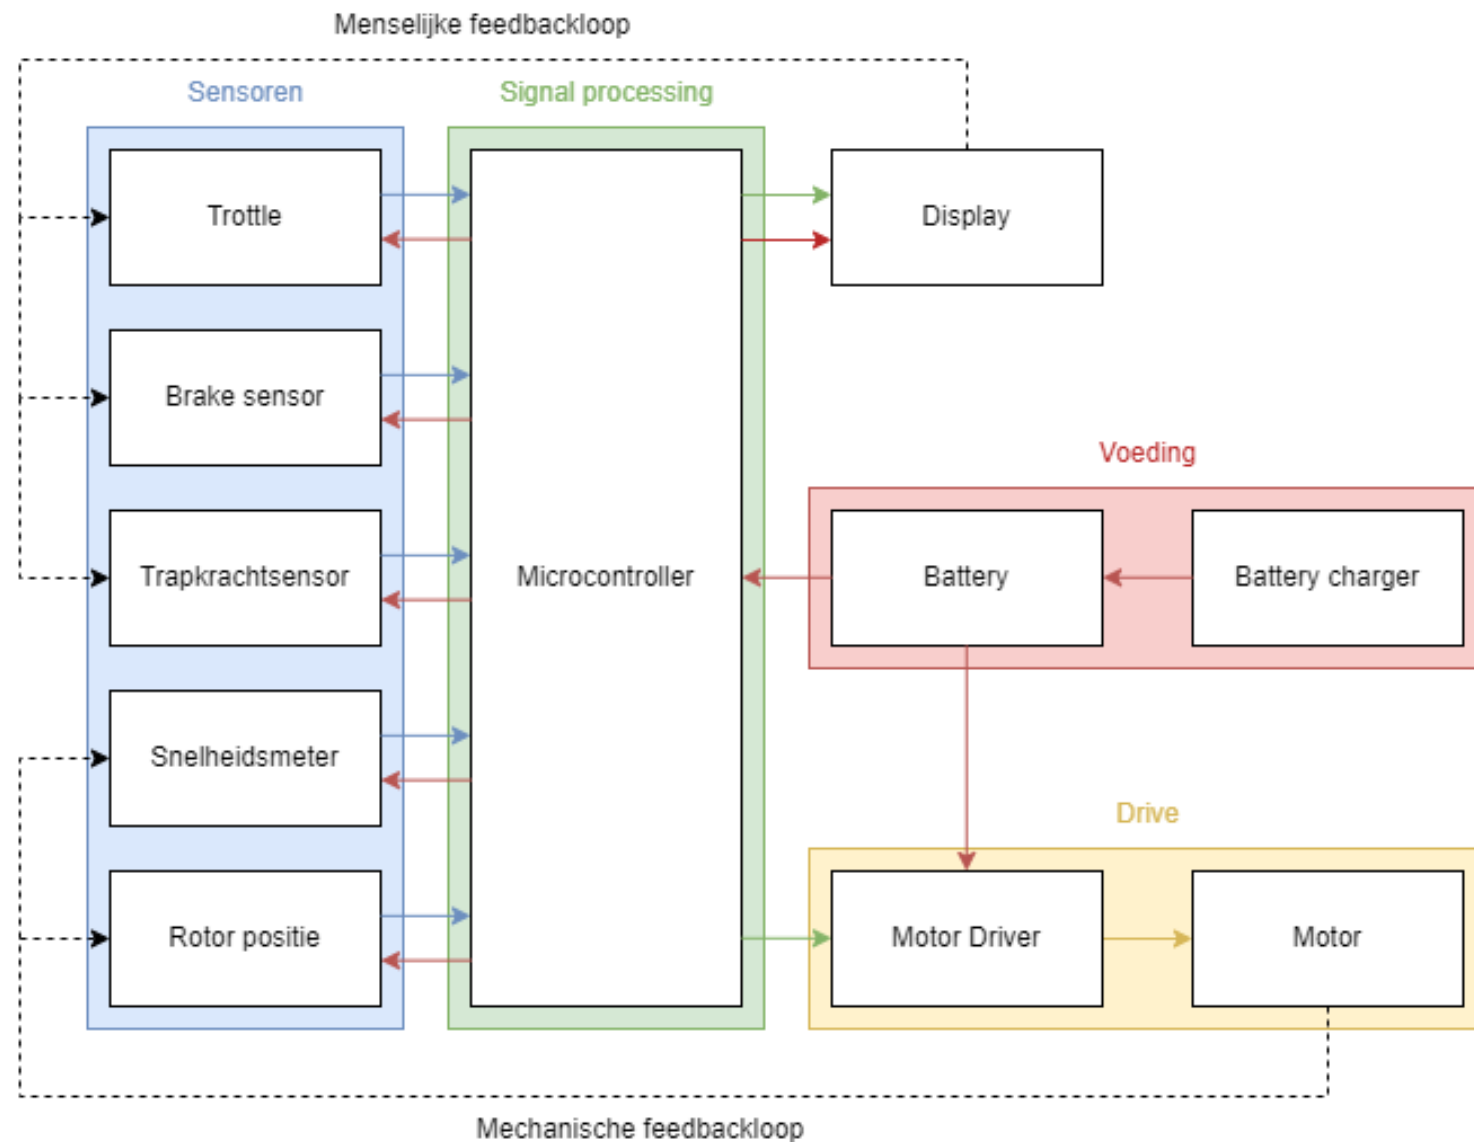 Menselijke feedbackloop
Sensoren
Signal processing
Trottle
Display
Brake sensor
Voeding
Trapkrachtsensor
Microcontroller
Battery
Battery charger
Snelheidsmeter
Drive
Rotor positie
Motor Driver
Motor
Mechanische feedbackloop